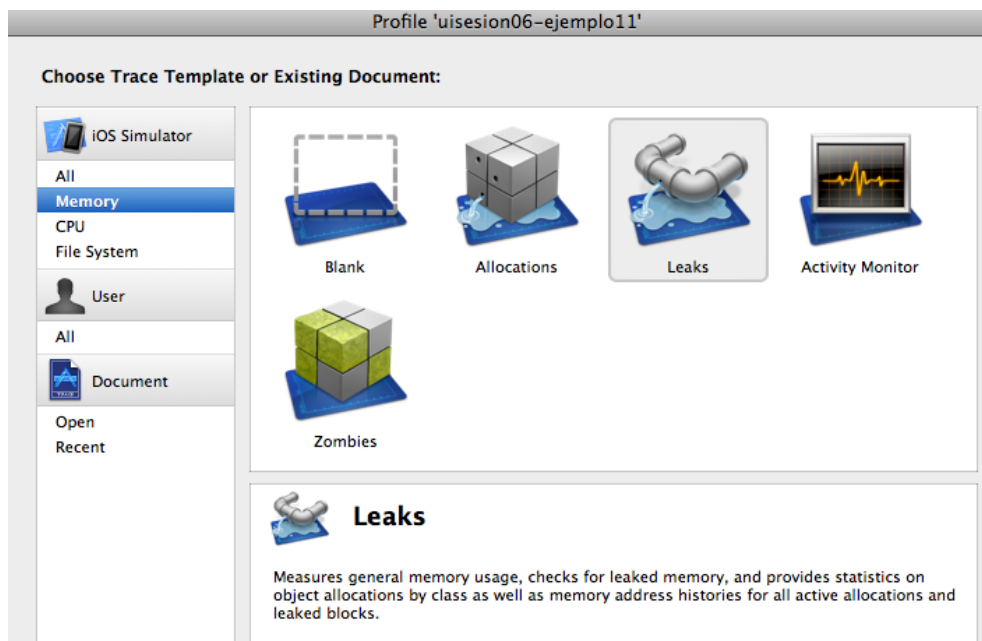 Profile 'uisesion06-ejemplo11'
Choose Trace Template or Existing Document:
iOS Simulator
All
Memory
CPU
File System
User
All
Document
Open
Recent
Blank
Allocations
Leaks
Activity Monitor
Zombies
Leaks
Measures general memory usage, checks for leaked memory, and provides statistics on
object allocations by class as well as memory address histories for all active allocations and
leaked blocks.